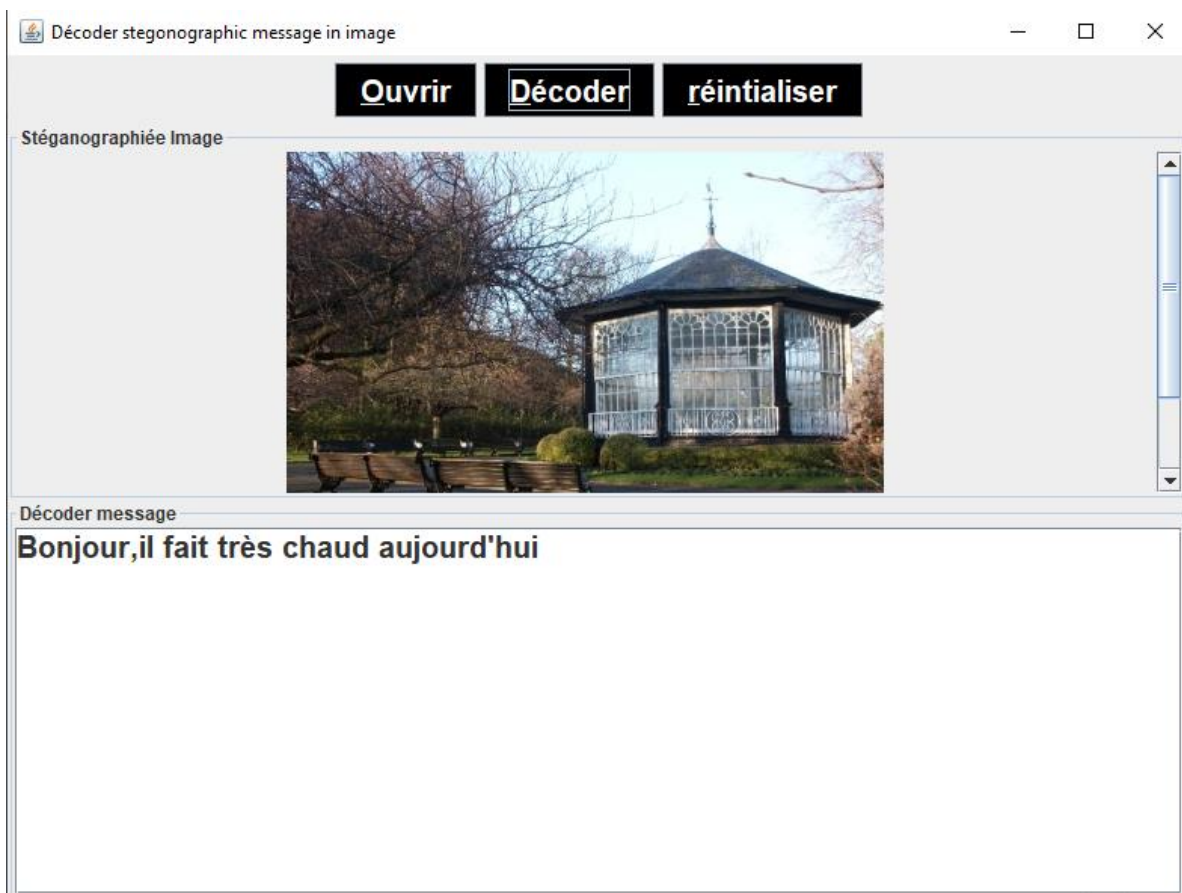 Décoder stegonographic message in image
Ouvrir Décoder réintialiser
Stéganographiée Image
Décoder message
Bonjour,il fait très chaud aujourd'hui